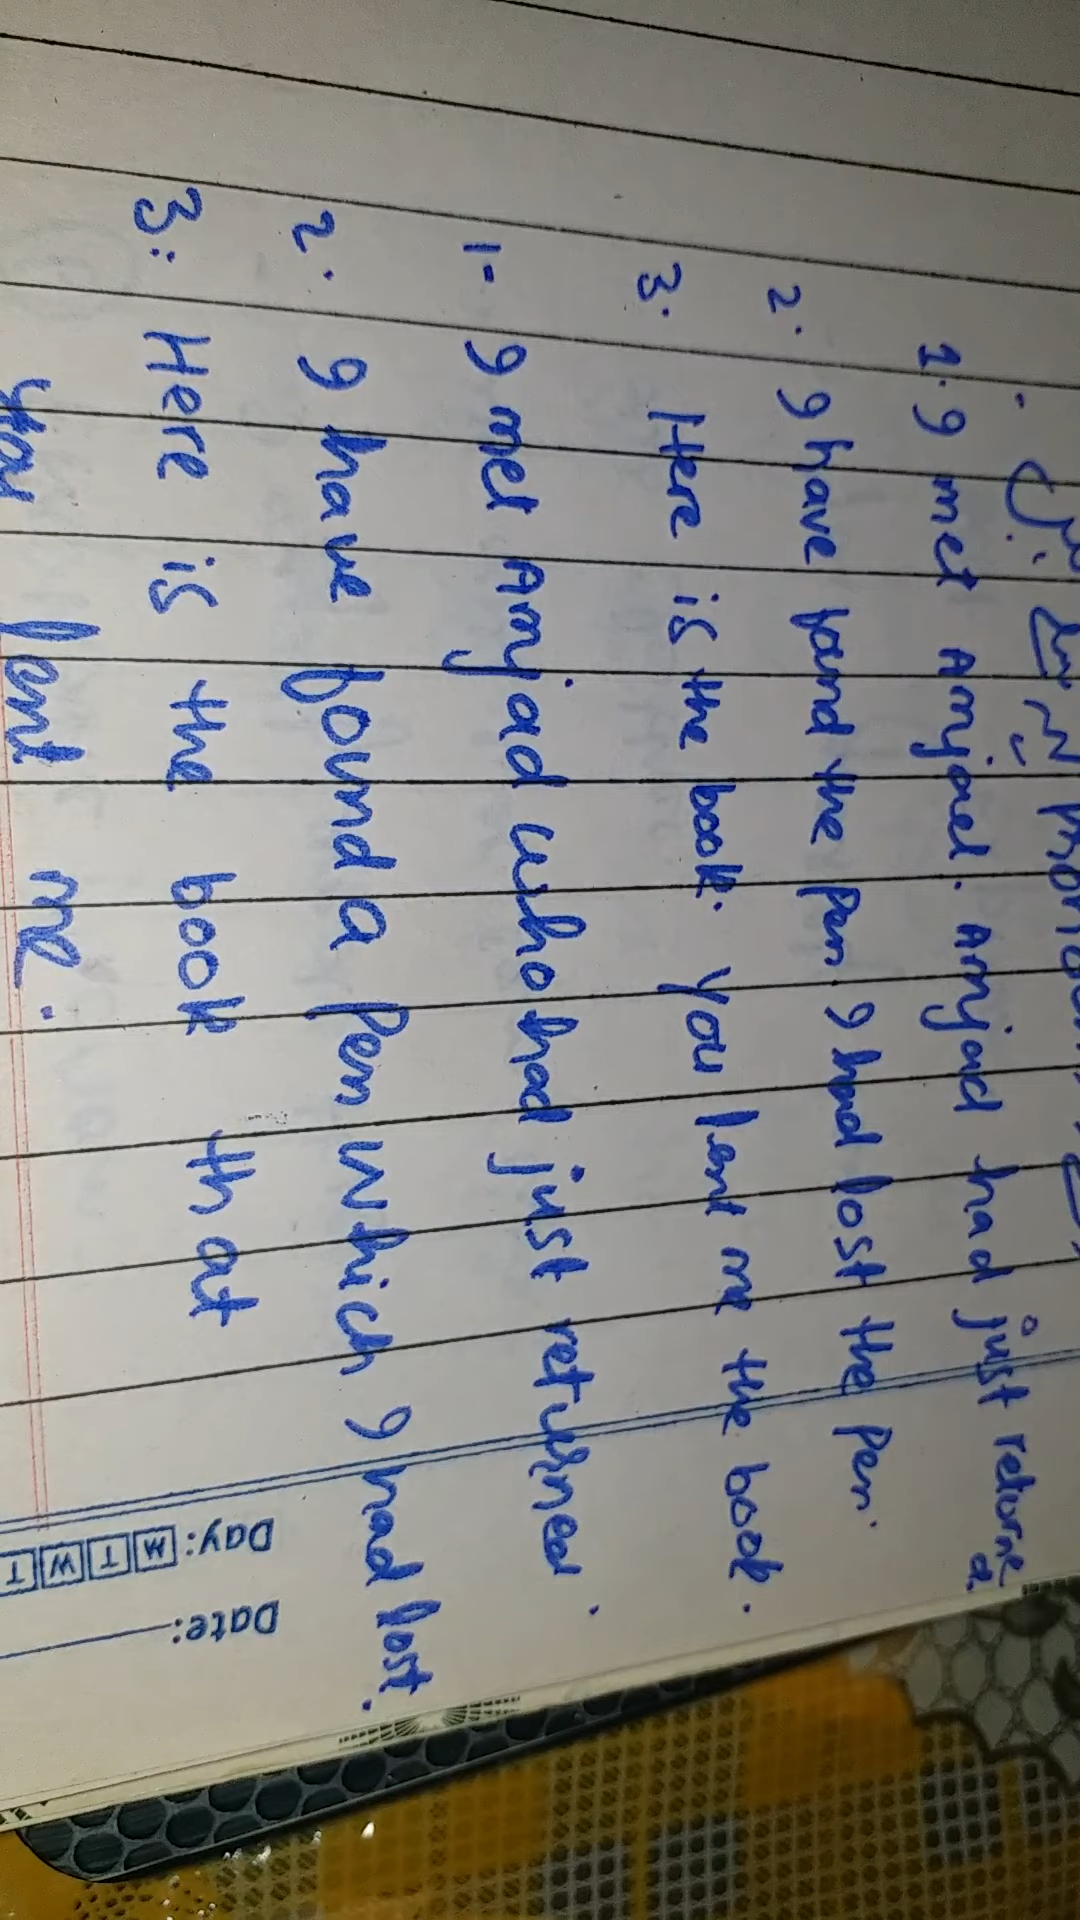 1. I met Amjad. Amjad had just returned
2. I have found the pen I had lost the pen.
3. Here is the book. You lent me the book.
1- I met Amjad who had just returned.
2. I have found a pen which I had lost.
3: Here is the book that
you lent me.
Day: M T W T
Date: